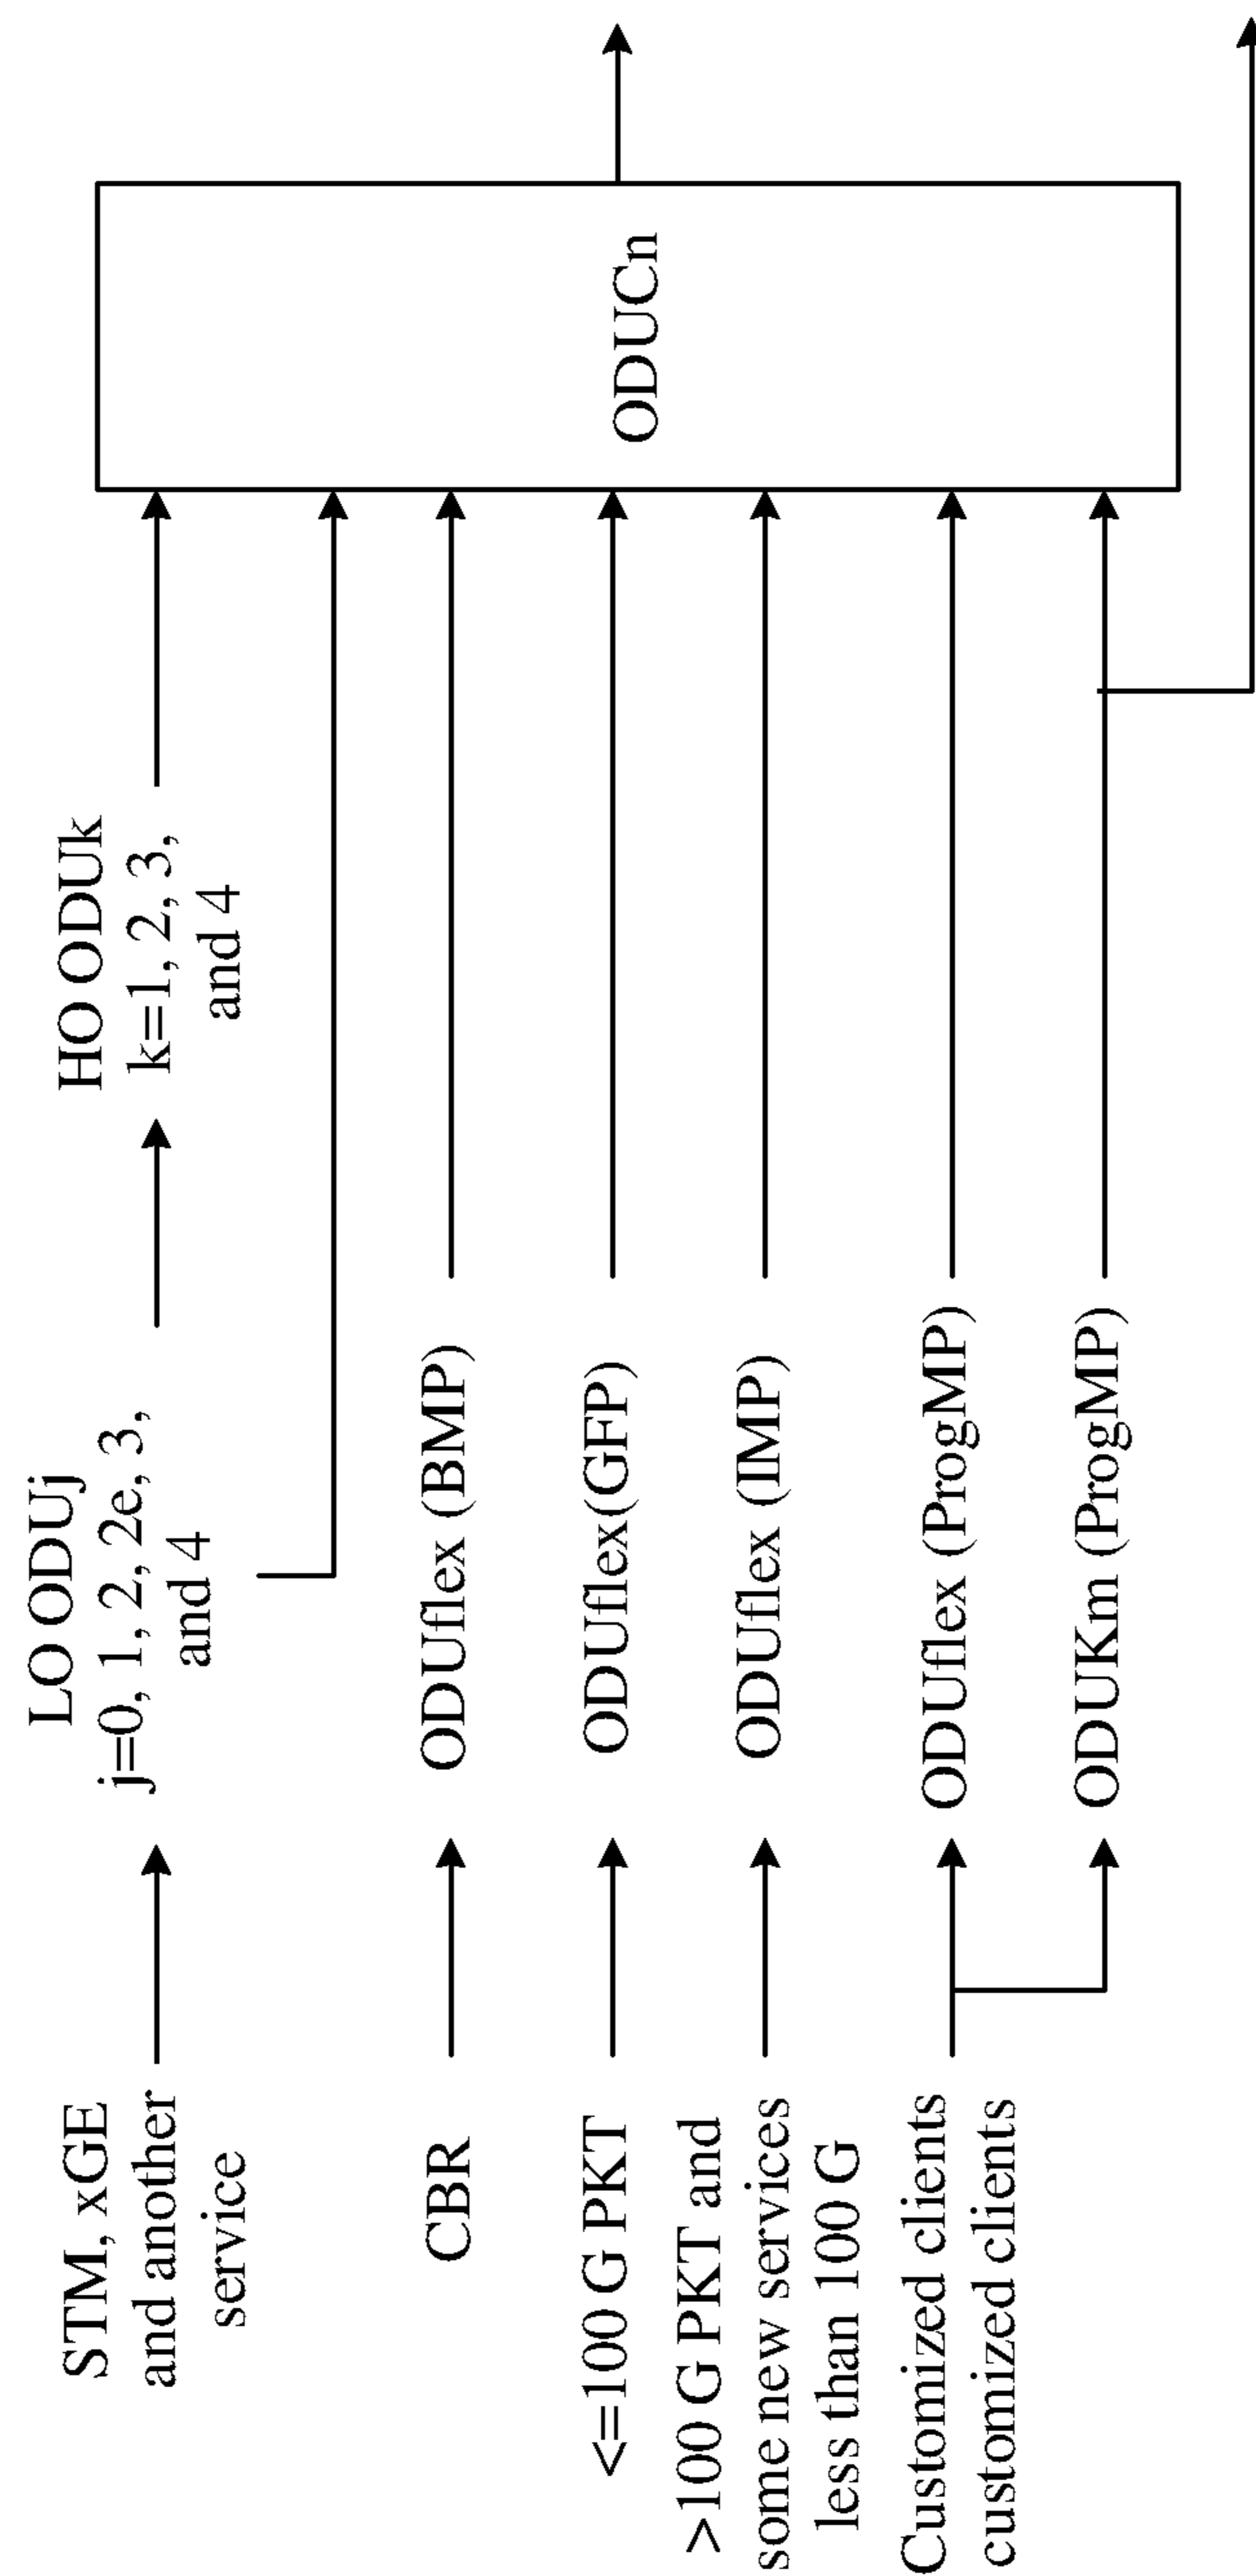 STM, xGE
and another
service
LO ODUj
j=0, 1, 2, 2e, 3,
and 4
HO ODUk
k=1, 2, 3,
and 4
CBR
ODUflex (BMP)
<=100 G PKT
ODUflex(GFP)
>100 G PKT and
some new services
less than 100 G
ODUflex (IMP)
Customized clients
customized clients
ODUflex (ProgMP)
ODUKm (ProgMP)
ODUCn